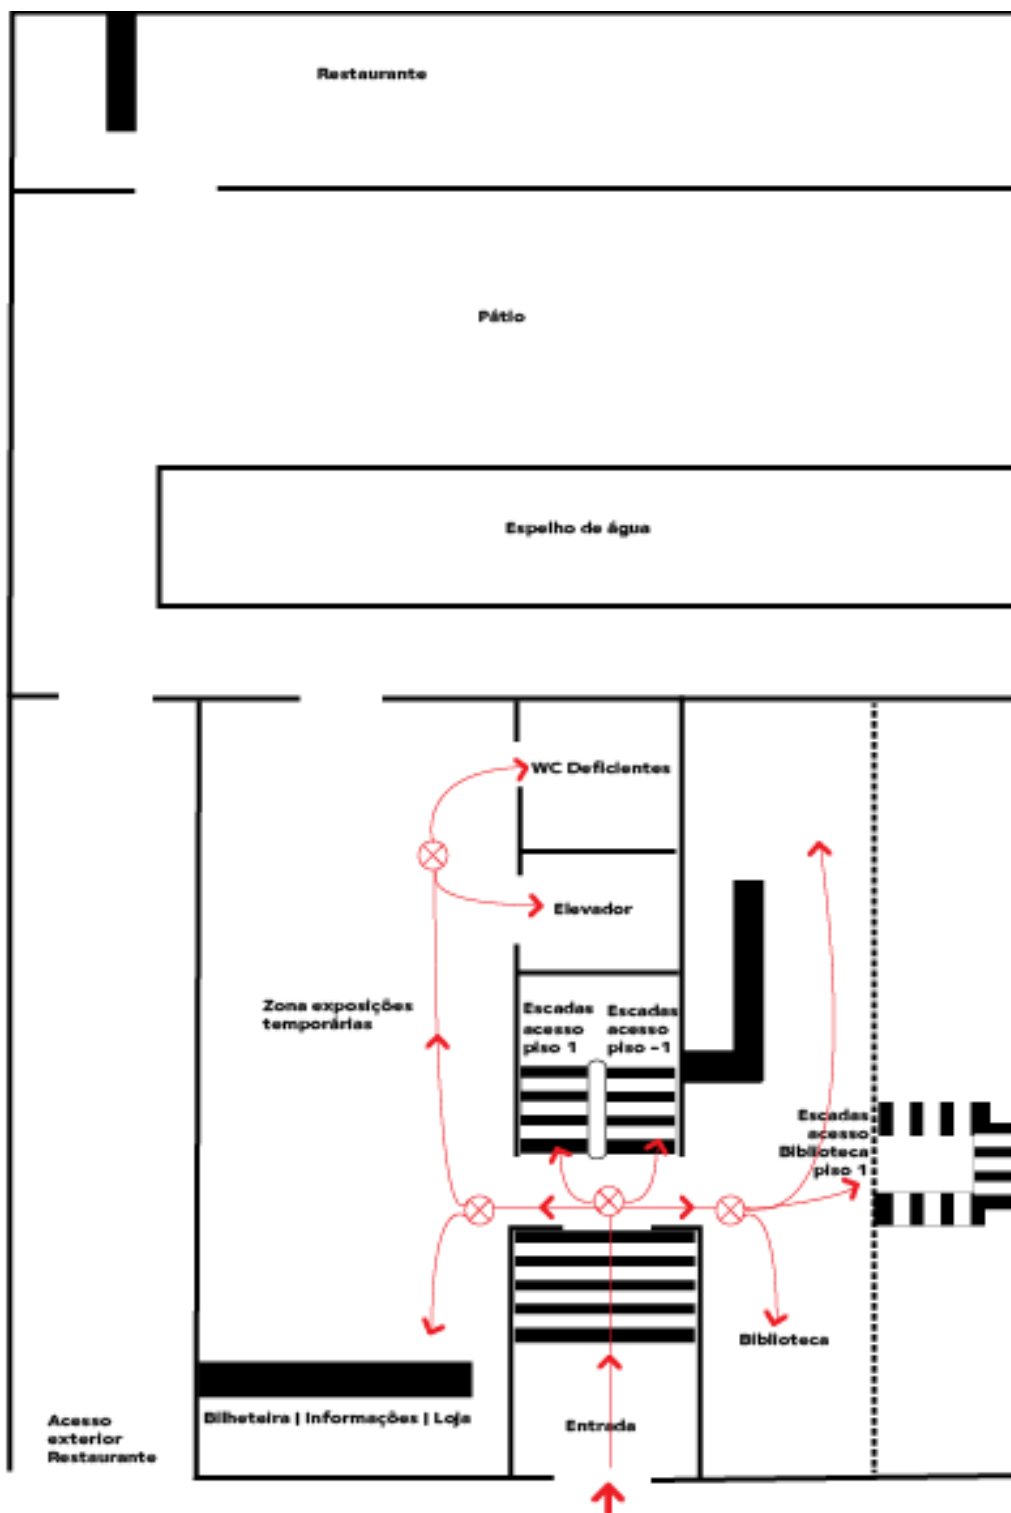 Restaurante
Pátio
Espelho de água
WC Deficientes
Elevador
Zona exposições
temporárias
Escadas
acesso
piso 1
Escadas
acesso
piso -1
Escadas
acesso
Biblioteca
piso 1
Biblioteca
Bilheteira | Informações | Loja
Entrada
Acesso
exterior
Restaurante